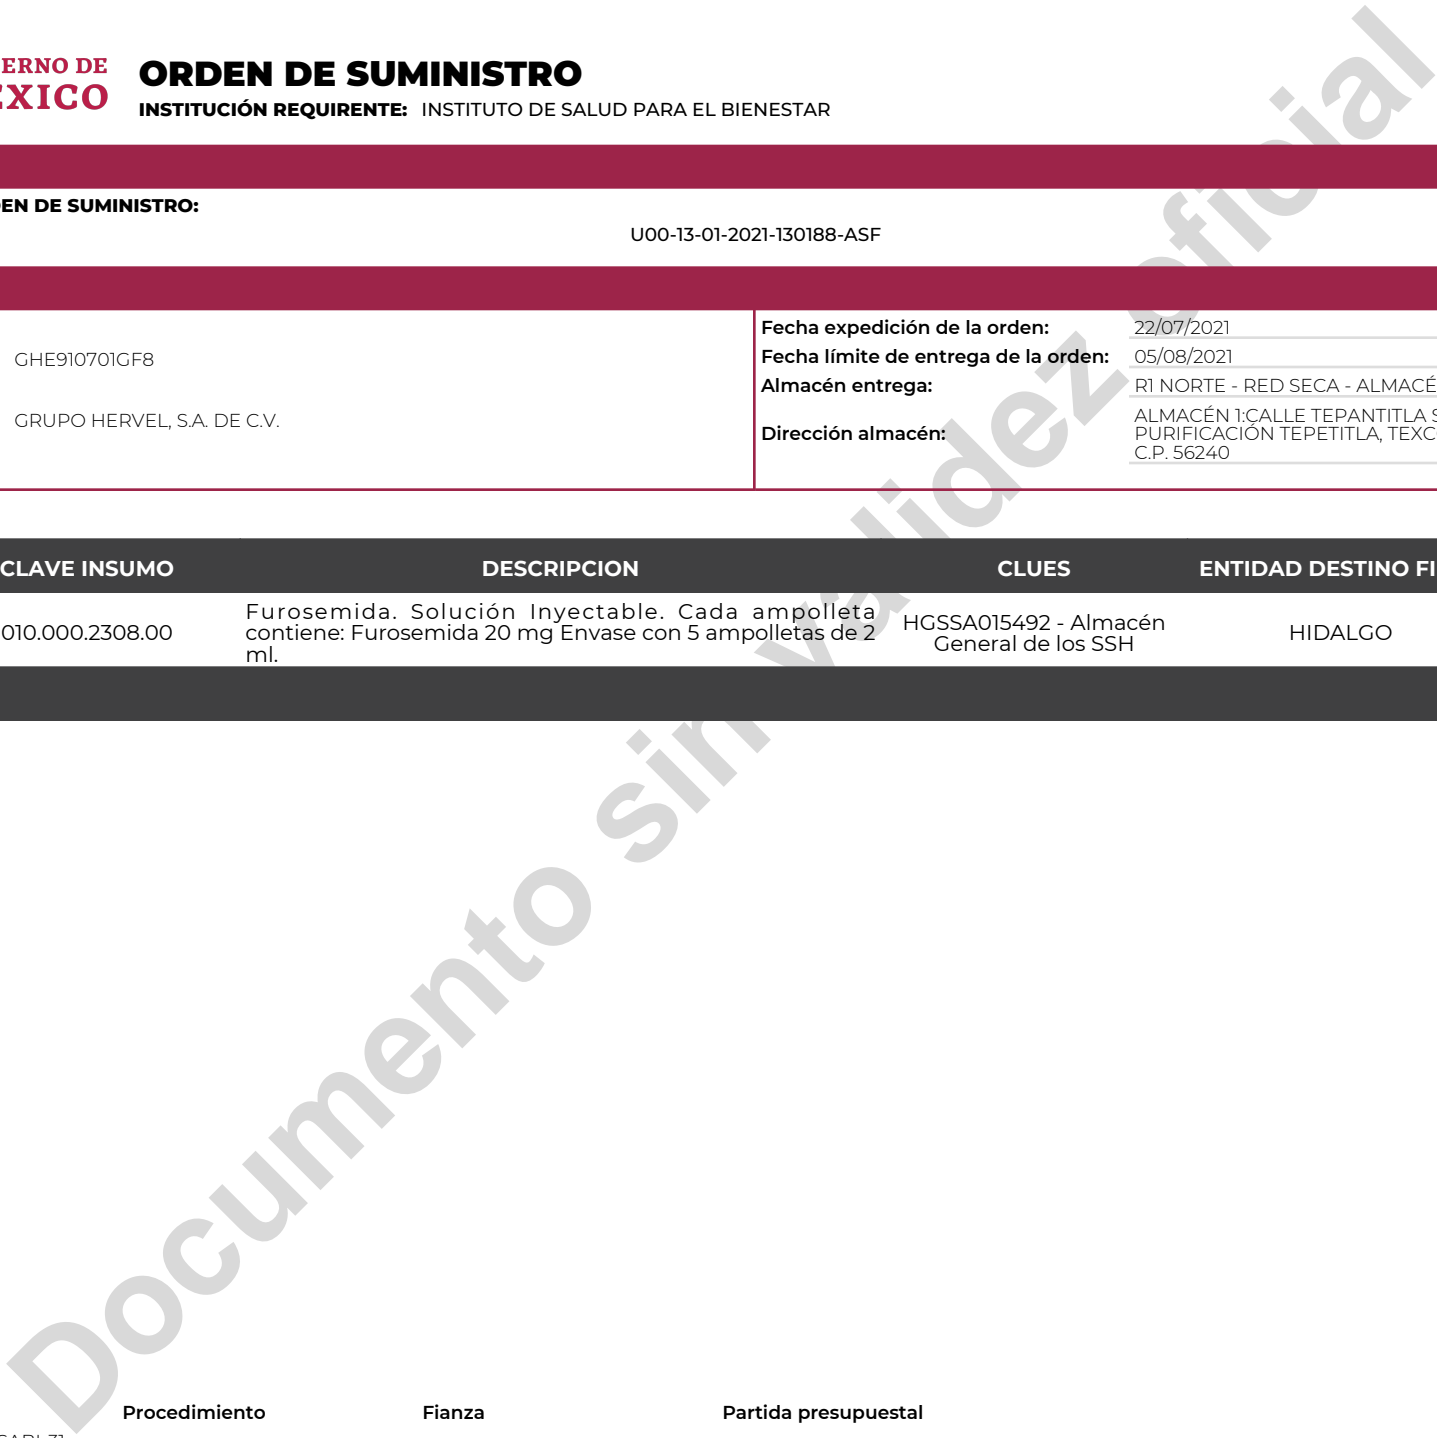 ERNO DE
ÉXICO
ORDEN DE SUMINISTRO
INSTITUCIÓN REQUIRENTE: INSTITUTO DE SALUD PARA EL BIENESTAR
EN DE SUMINISTRO:
U00-13-01-2021-130188-ASF
GHE910701GF8
GRUPO HERVEL, S.A. DE C.V.
Fecha expedición de la orden: 22/07/2021
Fecha límite de entrega de la orden: 05/08/2021
Almacén entrega: R1 NORTE - RED SECA - ALMACÉ
Dirección almacén:
ALMACÉN 1:CALLE TEPANTITLA S
PURIFICACIÓN TEPETITLA, TEXC
C.P. 56240
CLAVE INSUMO DESCRIPCION CLUES ENTIDAD DESTINO FI
010.000.2308.00
Furosemida. Solución Inyectable. Cada ampolleta
contiene: Furosemida 20 mg Envase con 5 ampolletas de 2
ml.
HGSSA015492 - Almacén
General de los SSH
HIDALGO
Documento sin validez oficial
Procedimiento Fianza Partida presupuestal